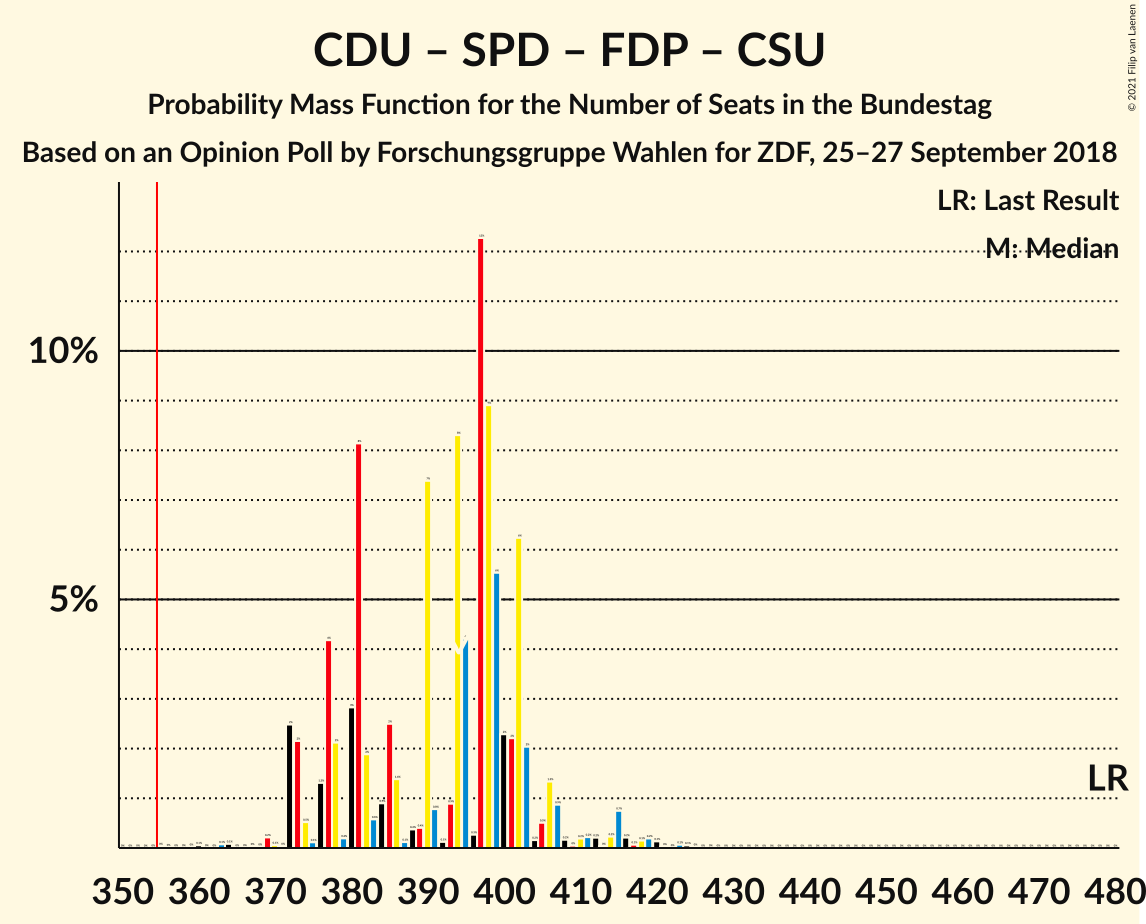 CDU – SPD – FDP – CSU
Probability Mass Function for the Number of Seats in the Bundestag
Based on an Opinion Poll by Forschungsgruppe Wahlen for ZDF, 25–27 September 2018
© 2021 Filip van Laenen
LR: Last Result
M: Median
10%
5%
LR
350 360 370 380 390 400 410 420 430 440 450 460 470 480